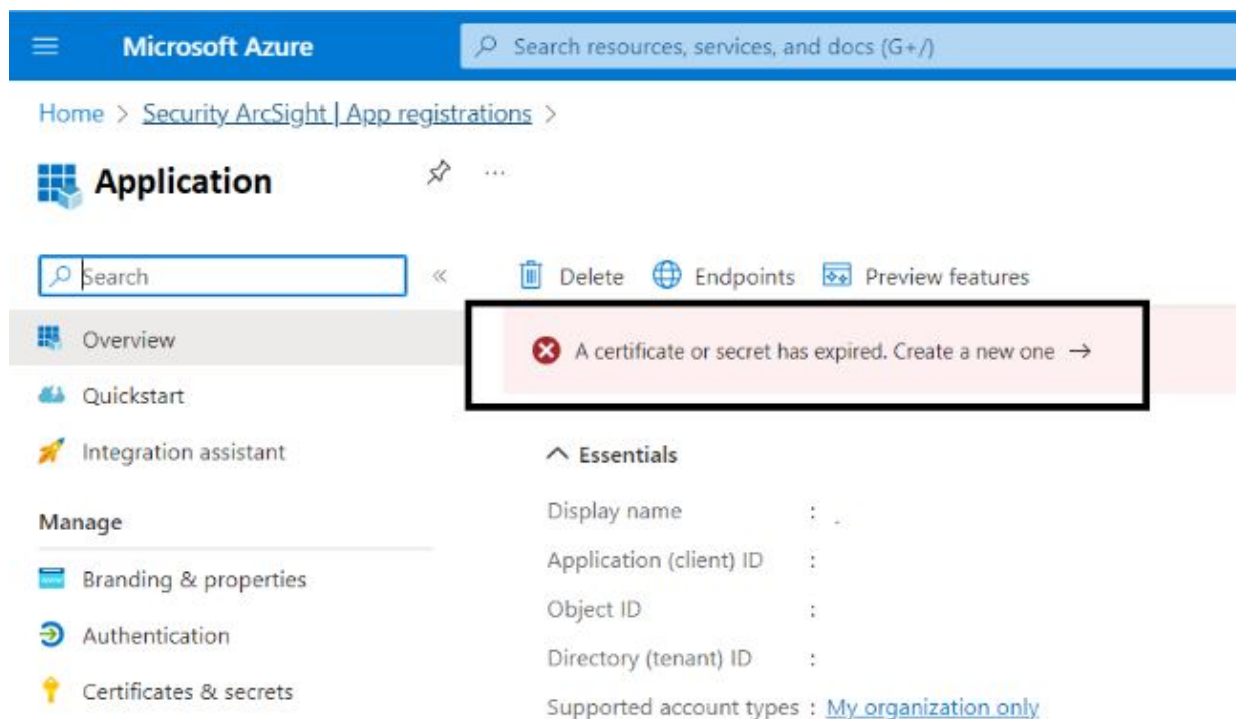 Microsoft Azure
Search resources, services, and docs (G+/)
Home > Security ArcSight | App registrations >
Application
...
Search
«
Delete
Endpoints
Preview features
Overview
A certificate or secret has expired. Create a new one →
Quickstart
Integration assistant
Essentials
Manage
Display name :
Application (client) ID :
Branding & properties
Object ID :
Authentication
Directory (tenant) ID :
Certificates & secrets
Supported account types : My organization only